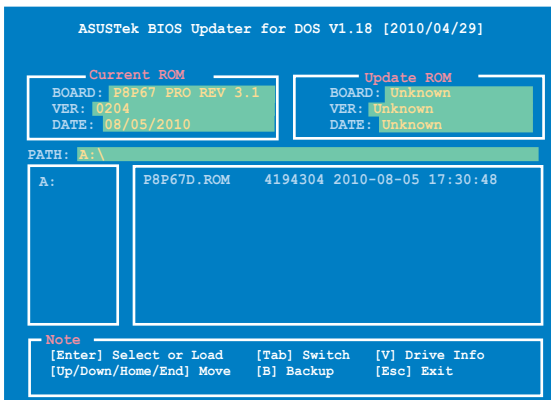 ASUSTek BIOS Updater for DOS V1.18 [2010/04/29]
Current ROM
BOARD: P8P67 PRO REV 3.1
VER: 0204
DATE: 08/05/2010
Update ROM
BOARD: Unknown
VER: Unknown
DATE: Unknown
PATH: A:\
A:
P8P67D.ROM 4194304 2010-08-05 17:30:48
Note
[Enter] Select or Load [Tab] Switch [V] Drive Info
[Up/Down/Home/End] Move [B] Backup [Esc] Exit